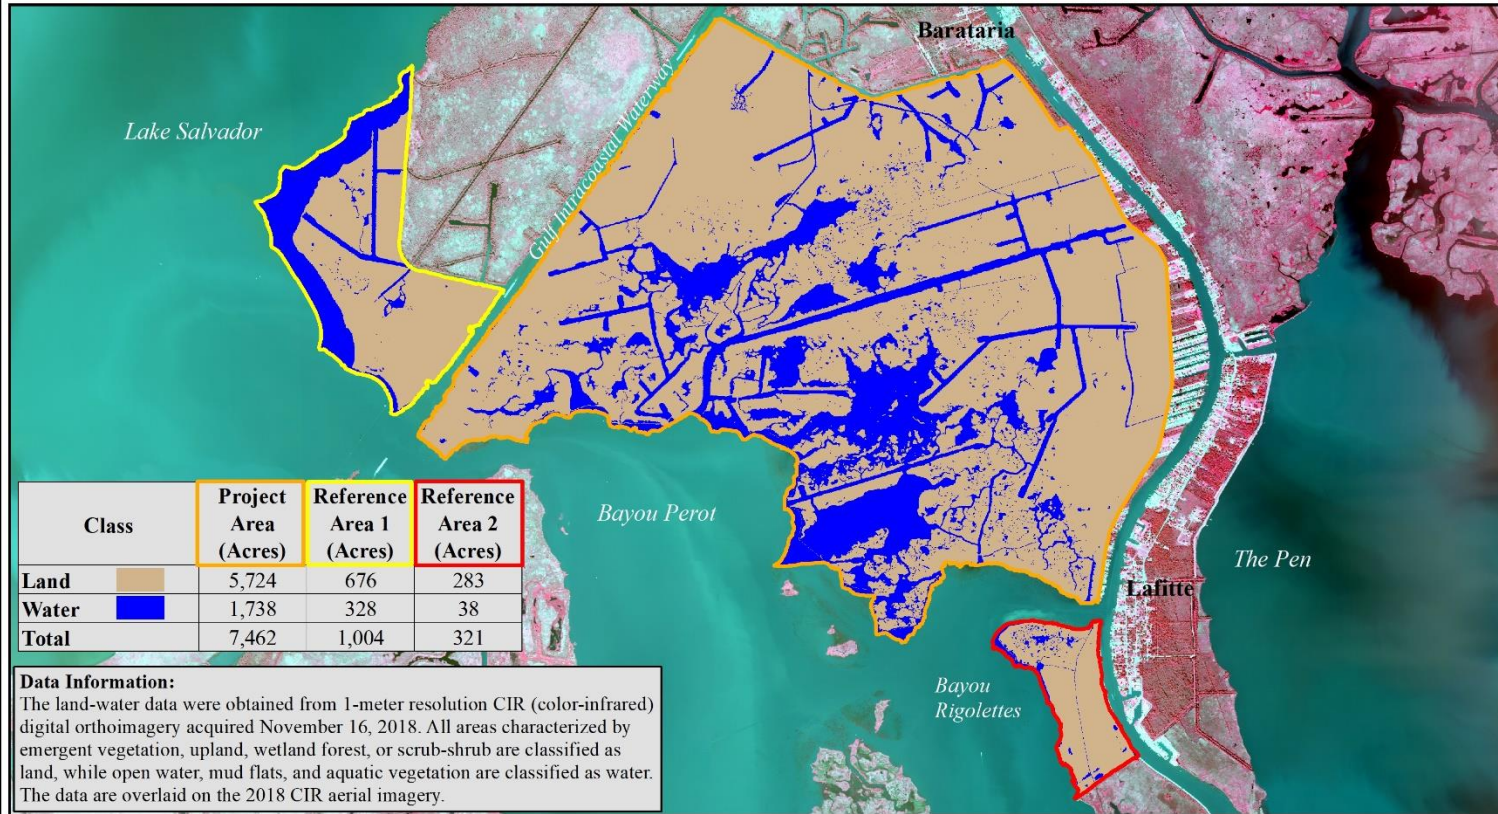 Barataria
Lake Salvador
Gulf Intracoastal Waterway
Bayou Perot
The Pen
Lafitte
Bayou
Rigolettes
Class
Project
Area
(Acres)
Reference
Area 1
(Acres)
Reference
Area 2
(Acres)
Land 5,724 676 283
Water 1,738 328 38
Total 7,462 1,004 321
Data Information:
The land-water data were obtained from 1-meter resolution CIR (color-infrared)
digital orthoimagery acquired November 16, 2018. All areas characterized by
emergent vegetation, upland, wetland forest, or scrub-shrub are classified as
land, while open water, mud flats, and aquatic vegetation are classified as water.
The data are overlaid on the 2018 CIR aerial imagery.